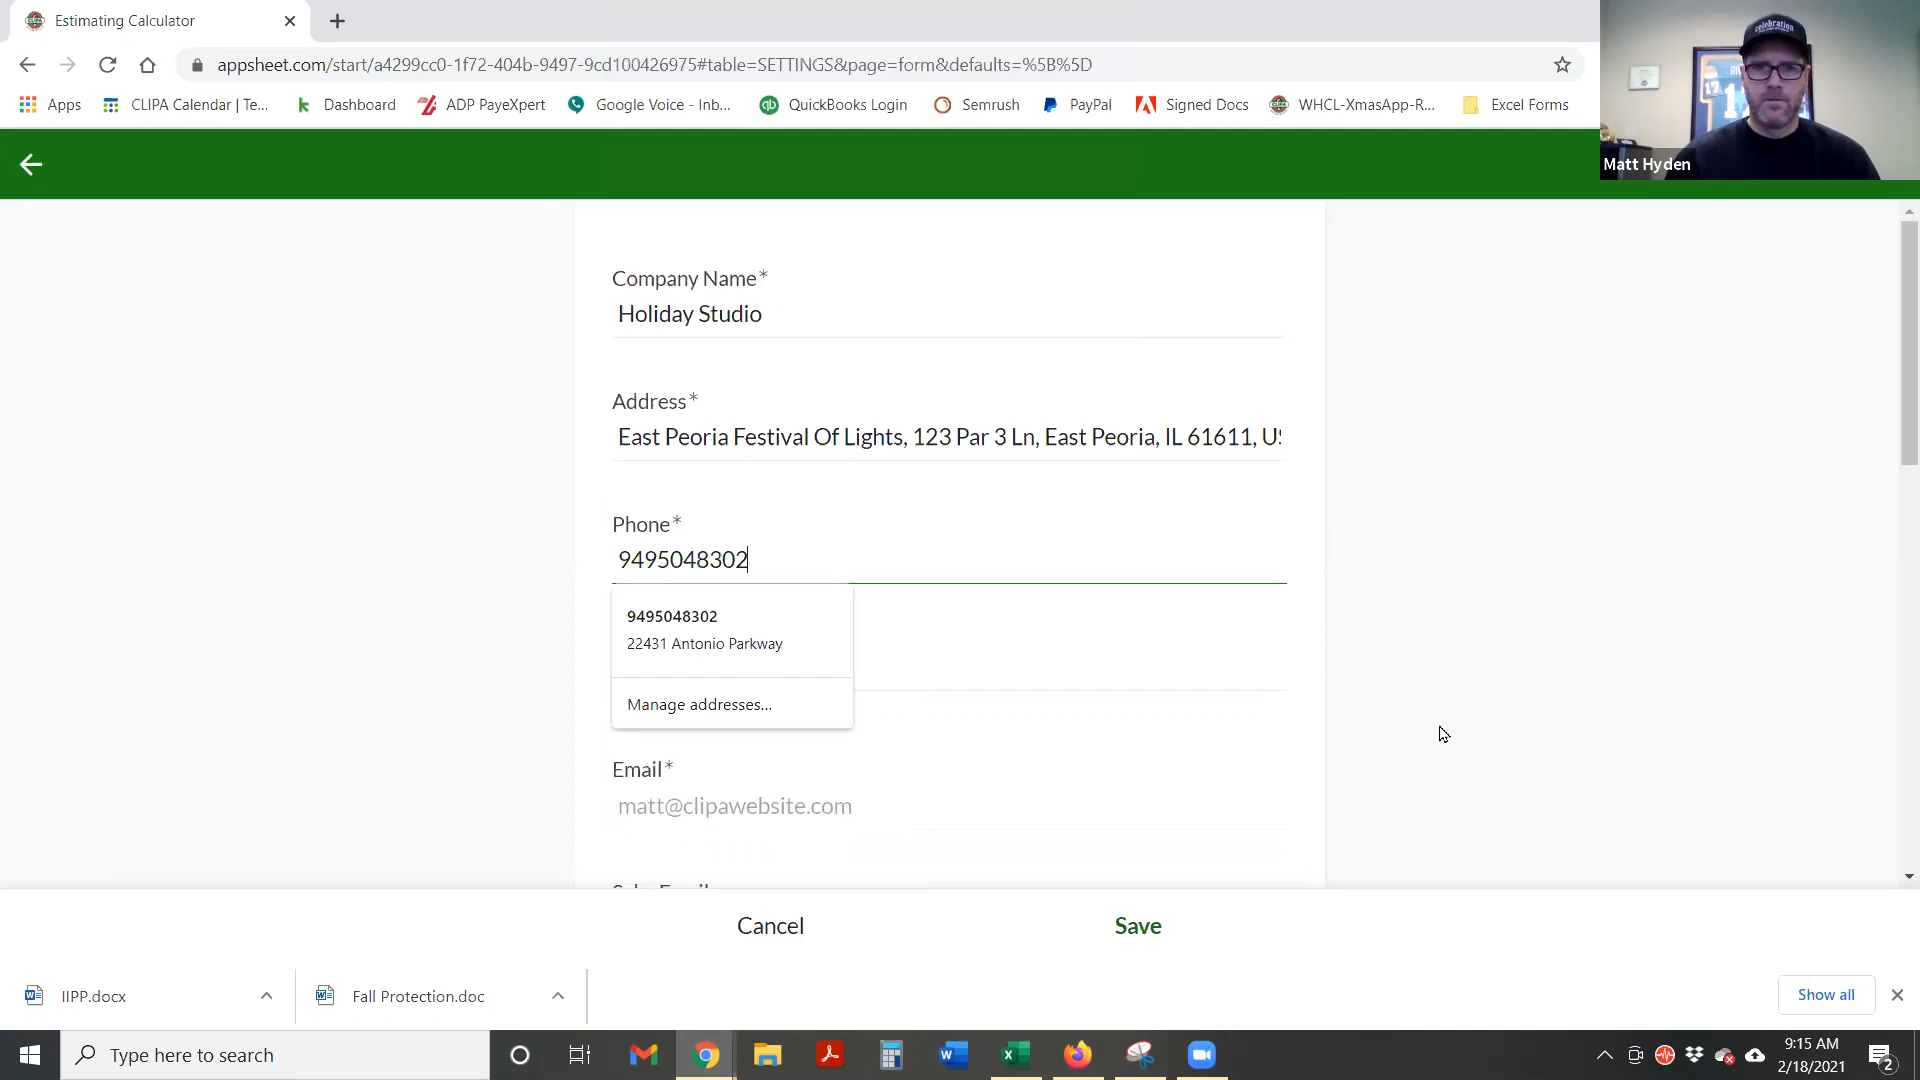 Estimating Calculator
appsheet.com/start/a4299cc0-1f72-404b-9497-9cd100426975#table=SETTINGS&page=form&defaults=%5B%5D
Apps CLIPA Calendar | Te... Dashboard ADP PayeXpert Google Voice - Inb... QuickBooks Login Semrush PayPal Signed Docs WHCL-XmasApp-R... Excel Forms
celebration
Matt Hyden
Company Name*
Holiday Studio
Address*
East Peoria Festival Of Lights, 123 Par 3 Ln, East Peoria, IL 61611, US
Phone*
9495048302
9495048302
22431 Antonio Parkway
Manage addresses...
Email*
matt@clipawebsite.com
Cancel Save
IIPP.docx Fall Protection.doc Show all
Type here to search
9:15 AM
2/18/2021
2